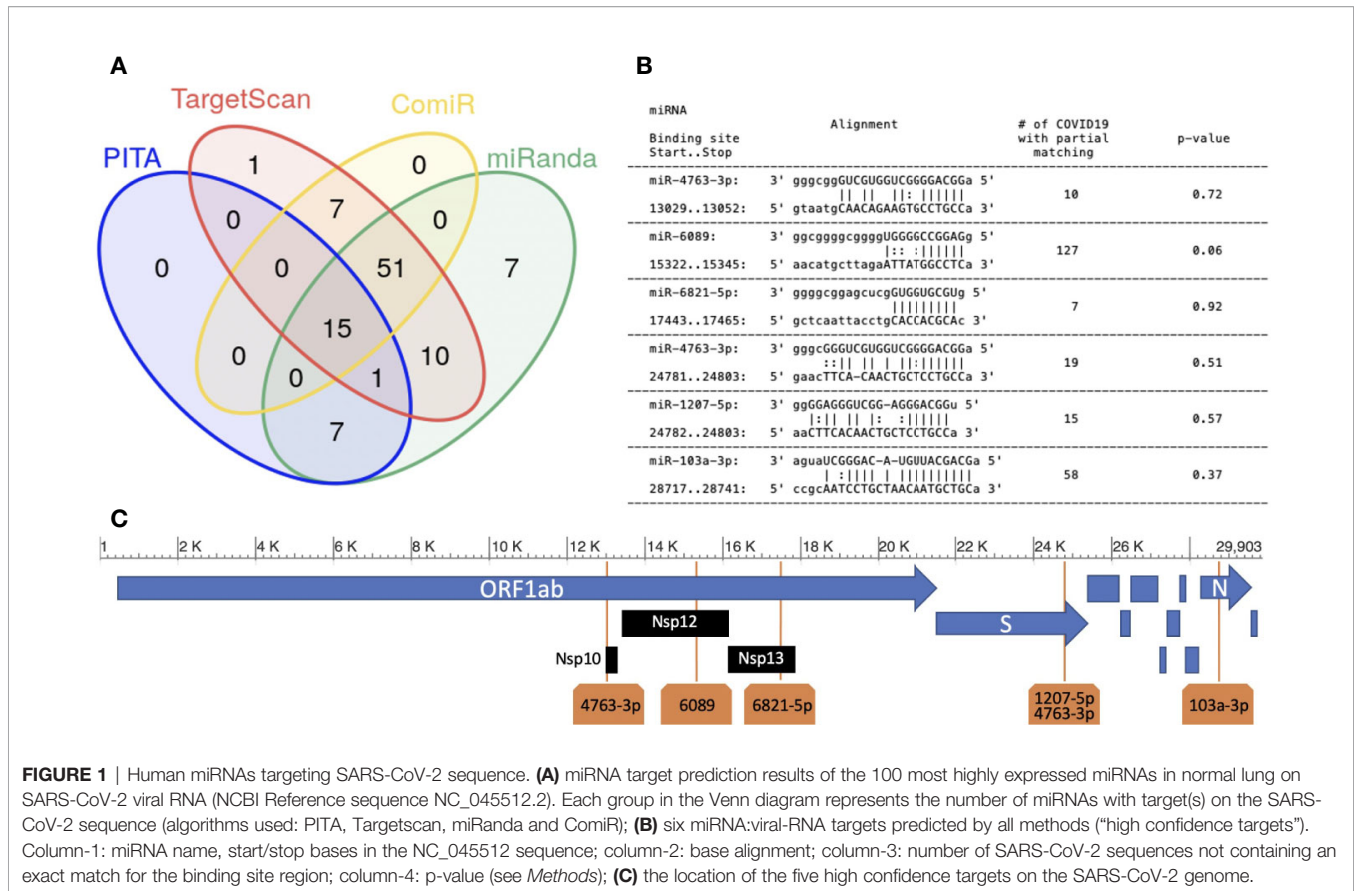 A
TargetScan
ComiR
PITA
miRanda
1
0
0
7
0
0
0
51
7
15
0
0
1
10
7
B
miRNA
Binding site
Start..Stop
Alignment
# of COVID19
with partial
matching
p-value
miR-4763-3p: 3' gggcggGUCGUGGUCGGGGACGGa 5'
|| || ||: ||||||
13029..13052: 5' gtaatgCAACAGAAGTGCCTGCCa 3'
10 0.72
miR-6089: 3' ggcggggcggggUGGGGCCGGAGg 5'
|:: :||||||
15322..15345: 5' aacatgcttagaATTATGGCCTCa 3'
127 0.06
miR-6821-5p: 3' ggggcggagcucgGUGGUGCGUg 5'
|||||||||
17443..17465: 5' gctcaattacctgCACCACGCAc 3'
7 0.92
miR-4763-3p: 3' gggcGGGUCGUGGUCGGGGACGGa 5'
::|| || | ||:||||||
24781..24803: 5' gaacTTCA-CAACTGCTCCTGCCa 3'
19 0.51
miR-1207-5p: 3' ggGGAGGGUCGG-AGGGACGGu 5'
|:|| || |: :||||||
24782..24803: 5' aaCTTCACAACTGCTCCTGCCa 3'
15 0.57
miR-103a-3p: 3' aguaUCGGGAC-A-UGUUACGACGa 5'
| :|||| | ||||||||||
28717..28741: 5' ccgcAATCCTGCTAACAATGCTGCa 3'
58 0.37
C
1 2 K 4 K 6 K 8 K 10 K 12 K 14 K 16 K 18 K 20 K 22 K 24 K 26 K 29,903
ORF1ab
N
Nsp12
S
Nsp10
Nsp13
4763-3p
6089
6821-5p
1207-5p
4763-3p
103a-3p
FIGURE 1 | Human miRNAs targeting SARS-CoV-2 sequence. (A) miRNA target prediction results of the 100 most highly expressed miRNAs in normal lung on
SARS-CoV-2 viral RNA (NCBI Reference sequence NC_045512.2). Each group in the Venn diagram represents the number of miRNAs with target(s) on the SARS-
CoV-2 sequence (algorithms used: PITA, Targetscan, miRanda and ComiR); (B) six miRNA:viral-RNA targets predicted by all methods (“high confidence targets”).
Column-1: miRNA name, start/stop bases in the NC_045512 sequence; column-2: base alignment; column-3: number of SARS-CoV-2 sequences not containing an
exact match for the binding site region; column-4: p-value (see Methods); (C) the location of the five high confidence targets on the SARS-CoV-2 genome.